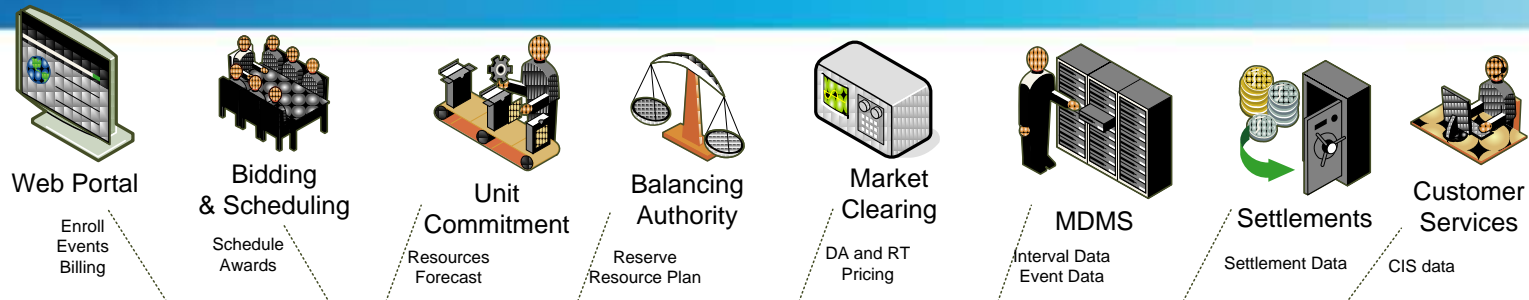 Web Portal
Enroll
Events
Billing
Bidding
& Scheduling
Schedule
Awards
Unit
Commitment
Resources
Forecast
Balancing
Authority
Reserve
Resource Plan
Market
Clearing
DA and RT
Pricing
MDMS
Interval Data
Event Data
Settlements
Settlement Data
Customer
Services
CIS data